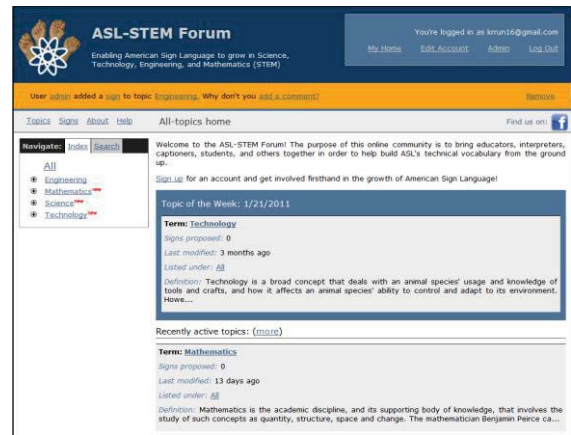 ASL-STEM Forum
Enabling American Sign Language to grow in Science,
Technology, Engineering, and Mathematics (STEM)
You're logged in as kmun16@gmail.com
My Home Edit Account Admin Log Out
User admin added a sign to topic Engineering. Why don't you add a comment?
Remove
Topics Signs About Help
All-topics home
Find us on: f
Navigate: Index Search
All
Engineering
Mathematics new
Science new
Technology new
Welcome to the ASL-STEM Forum! The purpose of this online community is to bring educators, interpreters,
captioners, students, and others together in order to help build ASL's technical vocabulary from the ground
up.
Sign up for an account and get involved firsthand in the growth of American Sign Language!
Topic of the Week: 1/21/2011
Term: Technology
Signs proposed: 0
Last modified: 3 months ago
Listed under: All
Definition: Technology is a broad concept that deals with an animal species' usage and knowledge of
tools and crafts, and how it affects an animal species' ability to control and adapt to its environment.
Howe...
Recently active topics: (more)
Term: Mathematics
Signs proposed: 0
Last modified: 13 days ago
Listed under: All
Definition: Mathematics is the academic discipline, and its supporting body of knowledge, that involves the
study of such concepts as quantity, structure, space and change. The mathematician Benjamin Peirce ca...